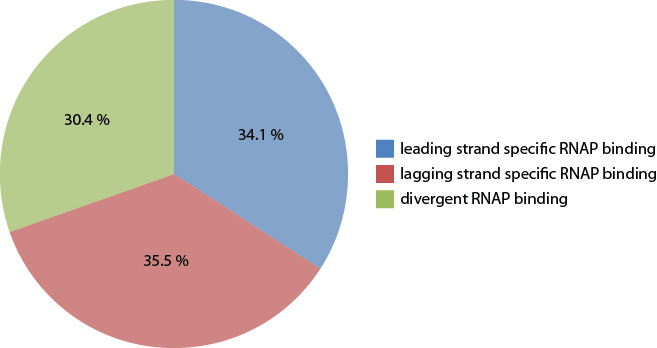 30.4 %
34.1 %
35.5 %
leading strand specific RNAP binding
lagging strand specific RNAP binding
divergent RNAP binding